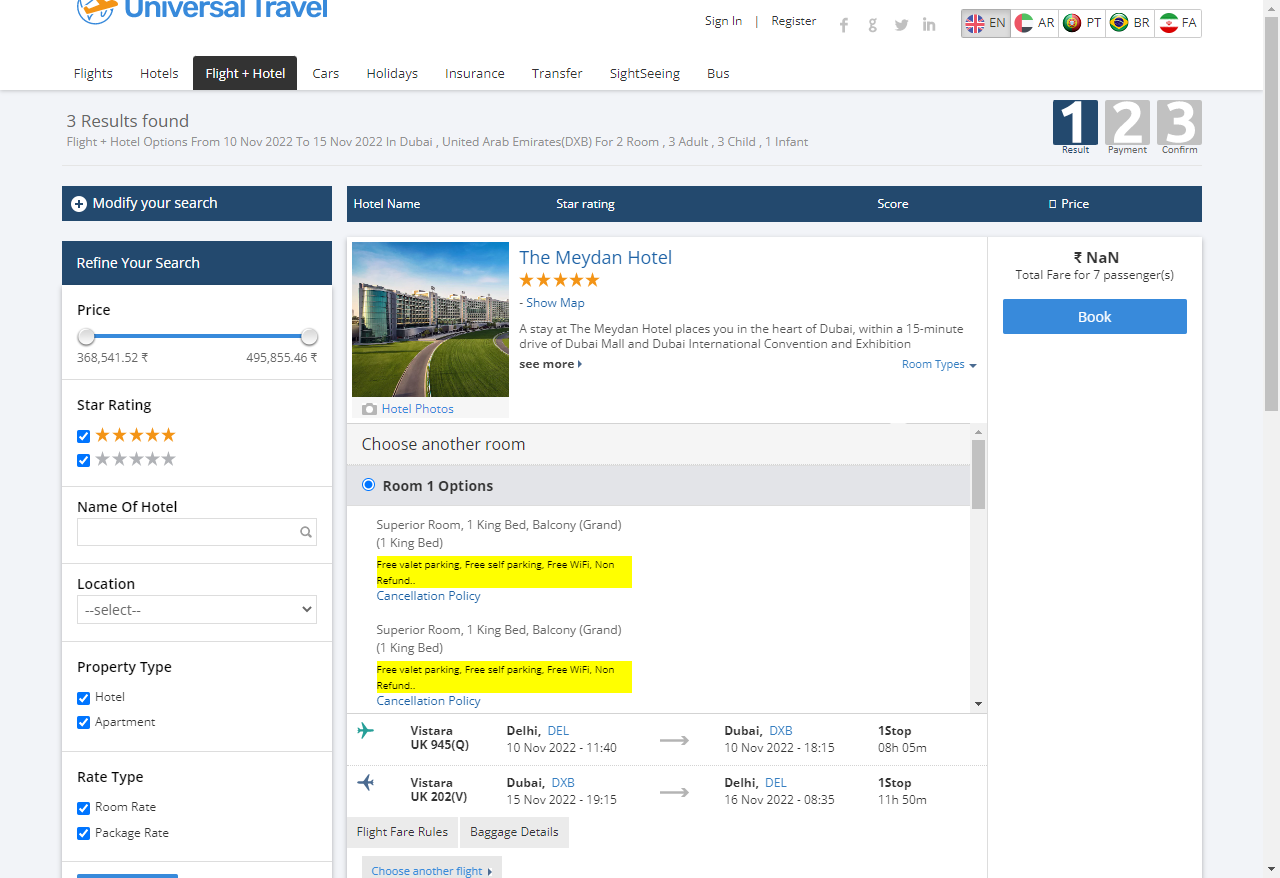 Universal Travel
Sign In | Register
EN AR PT BR FA
Flights Hotels Flight + Hotel Cars Holidays Insurance Transfer SightSeeing Bus
3 Results found
Flight + Hotel Options From 10 Nov 2022 To 15 Nov 2022 In Dubai , United Arab Emirates(DXB) For 2 Room , 3 Adult , 3 Child , 1 Infant
1 2 3
Result Payment Confirm
Modify your search
Refine Your Search
Price
368,541.52 ₹ 495,855.46 ₹
Star Rating
Name Of Hotel
Location
--select--
Property Type
Hotel
Apartment
Rate Type
Room Rate
Package Rate
Hotel Name Star rating Score Price
The Meydan Hotel
- Show Map
A stay at The Meydan Hotel places you in the heart of Dubai, within a 15-minute
drive of Dubai Mall and Dubai International Convention and Exhibition
see more
Room Types
Hotel Photos
₹ NaN
Total Fare for 7 passenger(s)
Book
Choose another room
Room 1 Options
Superior Room, 1 King Bed, Balcony (Grand)
(1 King Bed)
Free valet parking, Free self parking, Free WiFi, Non
Refund..
Cancellation Policy
Superior Room, 1 King Bed, Balcony (Grand)
(1 King Bed)
Free valet parking, Free self parking, Free WiFi, Non
Refund..
Cancellation Policy
Vistara Delhi, DEL Dubai, DXB 1Stop
UK 945(Q) 10 Nov 2022 - 11:40 10 Nov 2022 - 18:15 08h 05m
Vistara Dubai, DXB Delhi, DEL 1Stop
UK 202(V) 15 Nov 2022 - 19:15 16 Nov 2022 - 08:35 11h 50m
Flight Fare Rules Baggage Details
Choose another flight